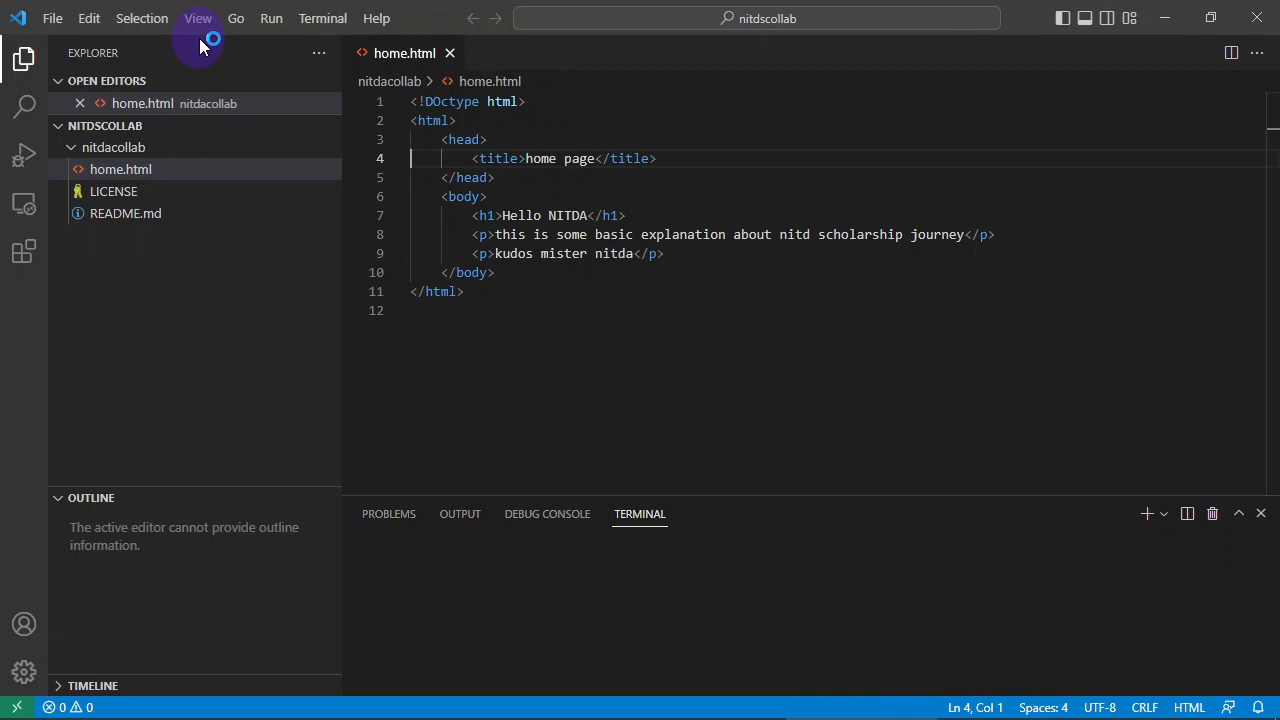 File Edit Selection View Go Run Terminal Help nitdscollab
EXPLORER
OPEN EDITORS
home.html nitdacollab
NITDSCOLLAB
nitdacollab
home.html
LICENSE
README.md
OUTLINE
The active editor cannot provide outline
information.
TIMELINE
home.html
nitdacollab > home.html
1 <!DOctype html>
2 <html>
3 <head>
4 <title>home page</title>
5 </head>
6 <body>
7 <h1>Hello NITDA</h1>
8 <p>this is some basic explanation about nitd scholarship journey</p>
9 <p>kudos mister nitda</p>
10 </body>
11 </html>
12
PROBLEMS OUTPUT DEBUG CONSOLE TERMINAL
0 0 Ln 4, Col 1 Spaces: 4 UTF-8 CRLF HTML